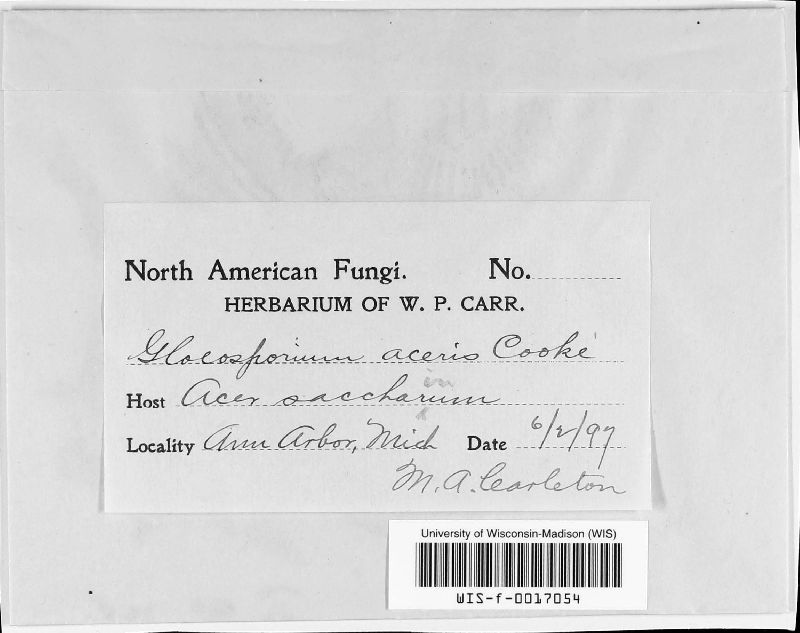 North American Fungi. No.
HERBARIUM OF W. P. CARR.
Gloeosporium aceris Cooke
in
Host Acer saccharum
Locality Ann Arbor, Mich Date 6/2/97
M. A. Carleton
University of Wisconsin-Madison (WIS)
WIS-f-0017054